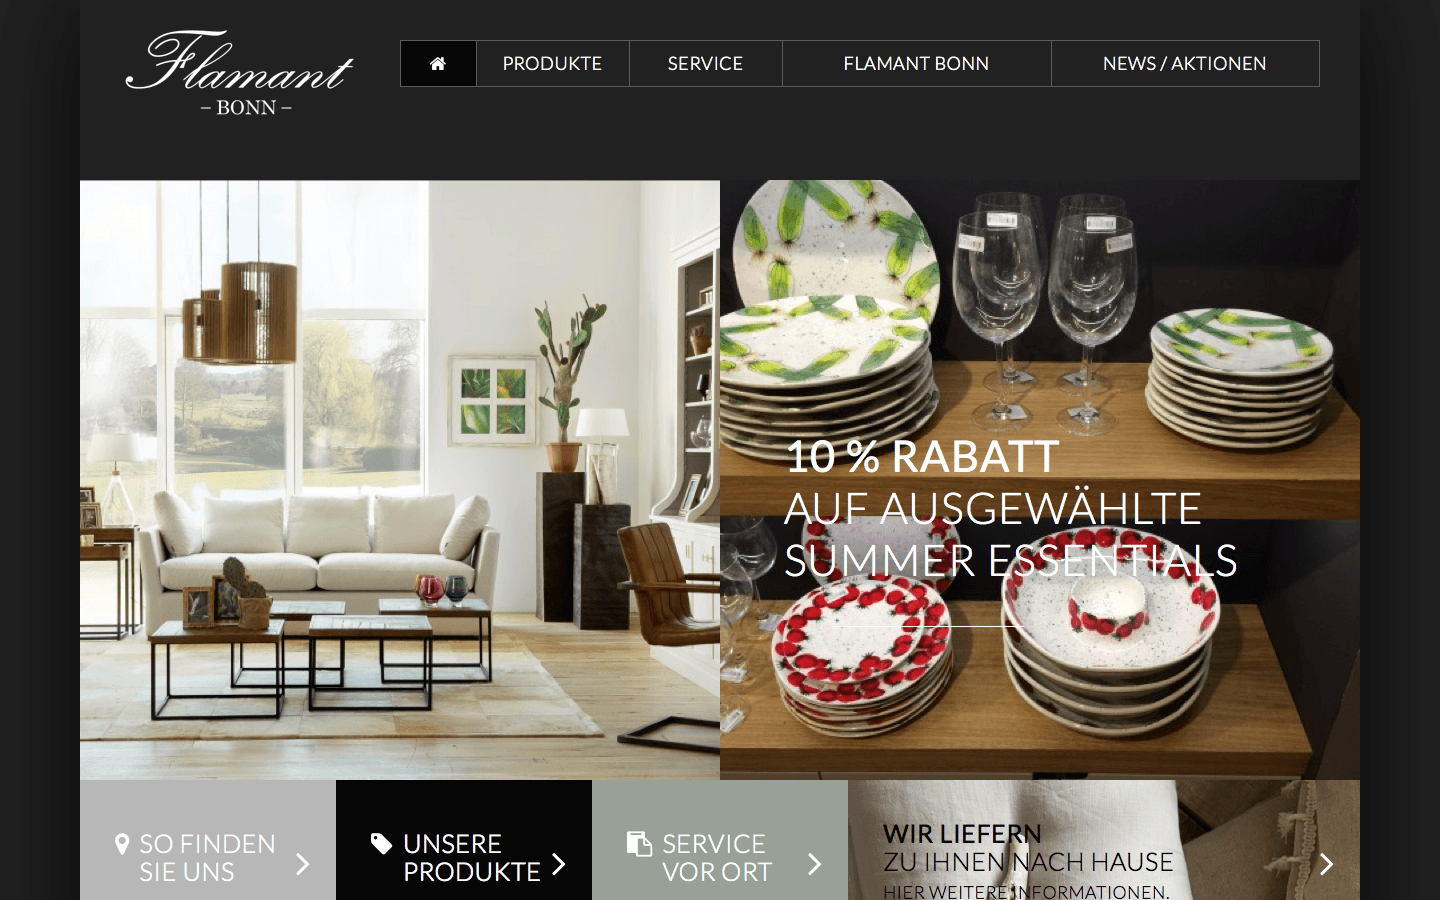 Flamant
– BONN –
PRODUKTE
SERVICE
FLAMANT BONN
NEWS / AKTIONEN
10 % RABATT
AUF AUSGEWÄHLTE
SUMMER ESSENTIALS
SO FINDEN
SIE UNS
UNSERE
PRODUKTE
SERVICE
VOR ORT
WIR LIEFERN
ZU IHNEN NACH HAUSE
HIER WEITERE INFORMATIONEN.